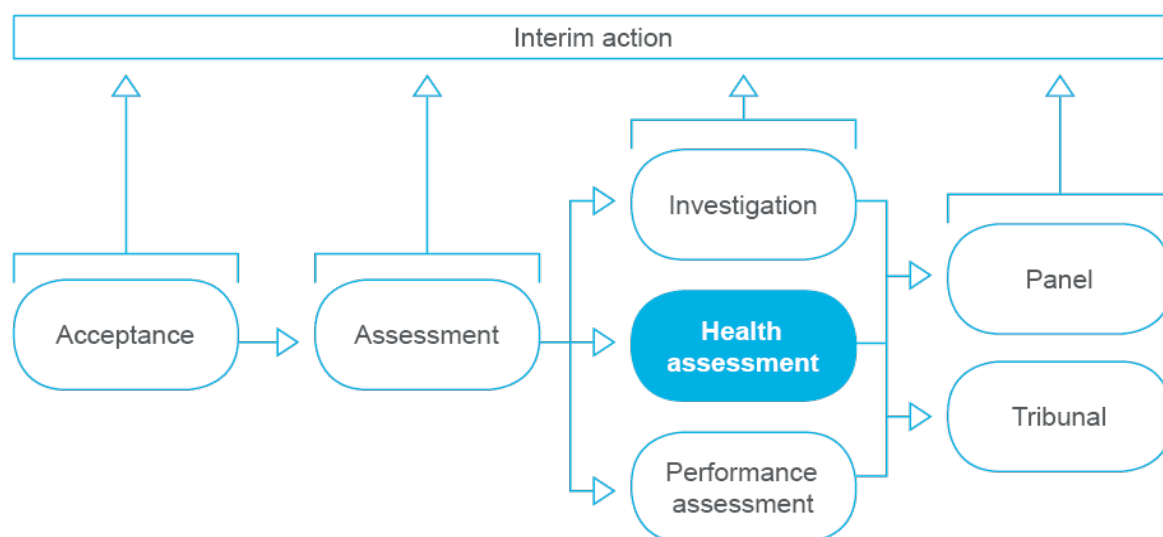 Interim action
Acceptance
Assessment
Investigation
Health
assessment
Performance
assessment
Panel
Tribunal